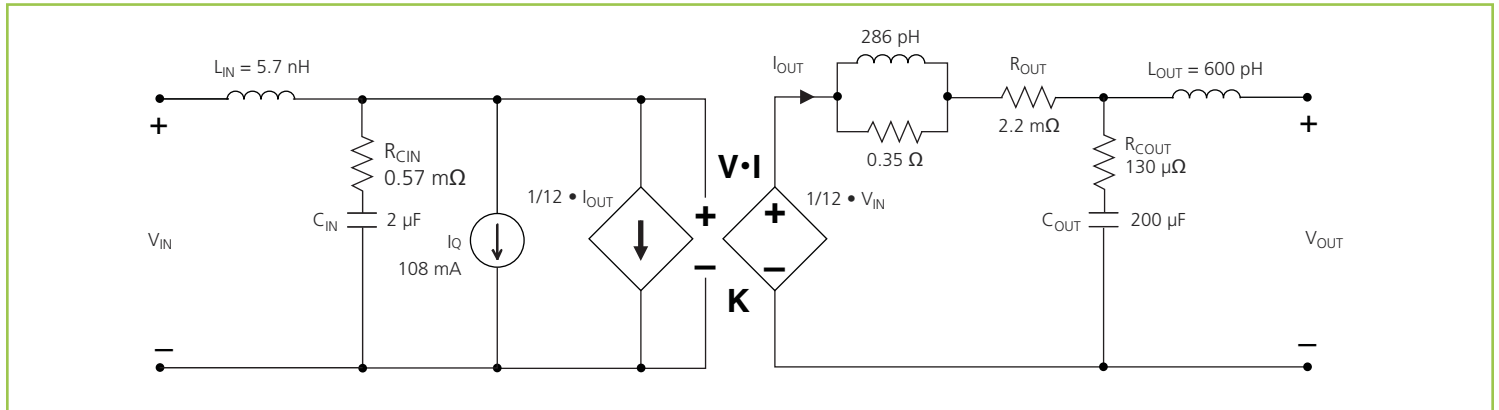 L_IN = 5.7 nH
+
R_CIN
0.57 mΩ
C_IN
2 µF
V_IN
−
I_Q
108 mA
1/12 • I_OUT
+
−
V•I
K
+
−
1/12 • V_IN
I_OUT
286 pH
0.35 Ω
R_OUT
2.2 mΩ
L_OUT = 600 pH
+
R_COUT
130 µΩ
C_OUT
200 µF
V_OUT
−